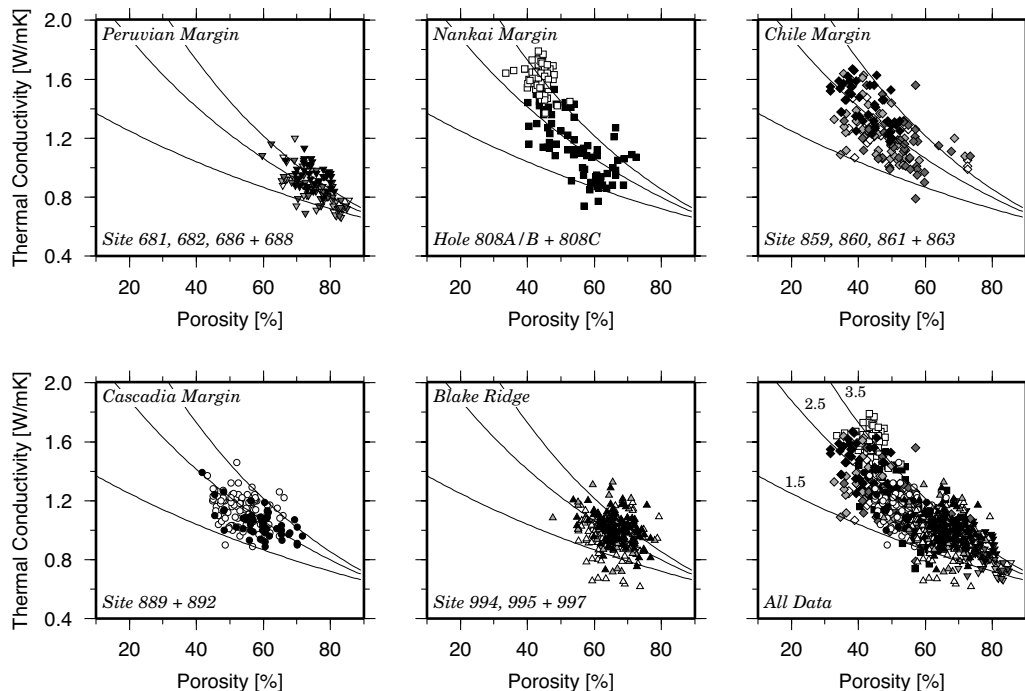 2.0
1.6
1.2
0.8
0.4
Thermal Conductivity [W/mK]
Peruvian Margin
Site 681, 682, 686 + 688
20 40 60 80
Porosity [%]
Nankai Margin
Hole 808A/B + 808C
20 40 60 80
Porosity [%]
Chile Margin
Site 859, 860, 861 + 863
20 40 60 80
Porosity [%]
2.0
1.6
1.2
0.8
0.4
Thermal Conductivity [W/mK]
Cascadia Margin
Site 889 + 892
20 40 60 80
Porosity [%]
Blake Ridge
Site 994, 995 + 997
20 40 60 80
Porosity [%]
3.5
2.5
1.5
All Data
20 40 60 80
Porosity [%]